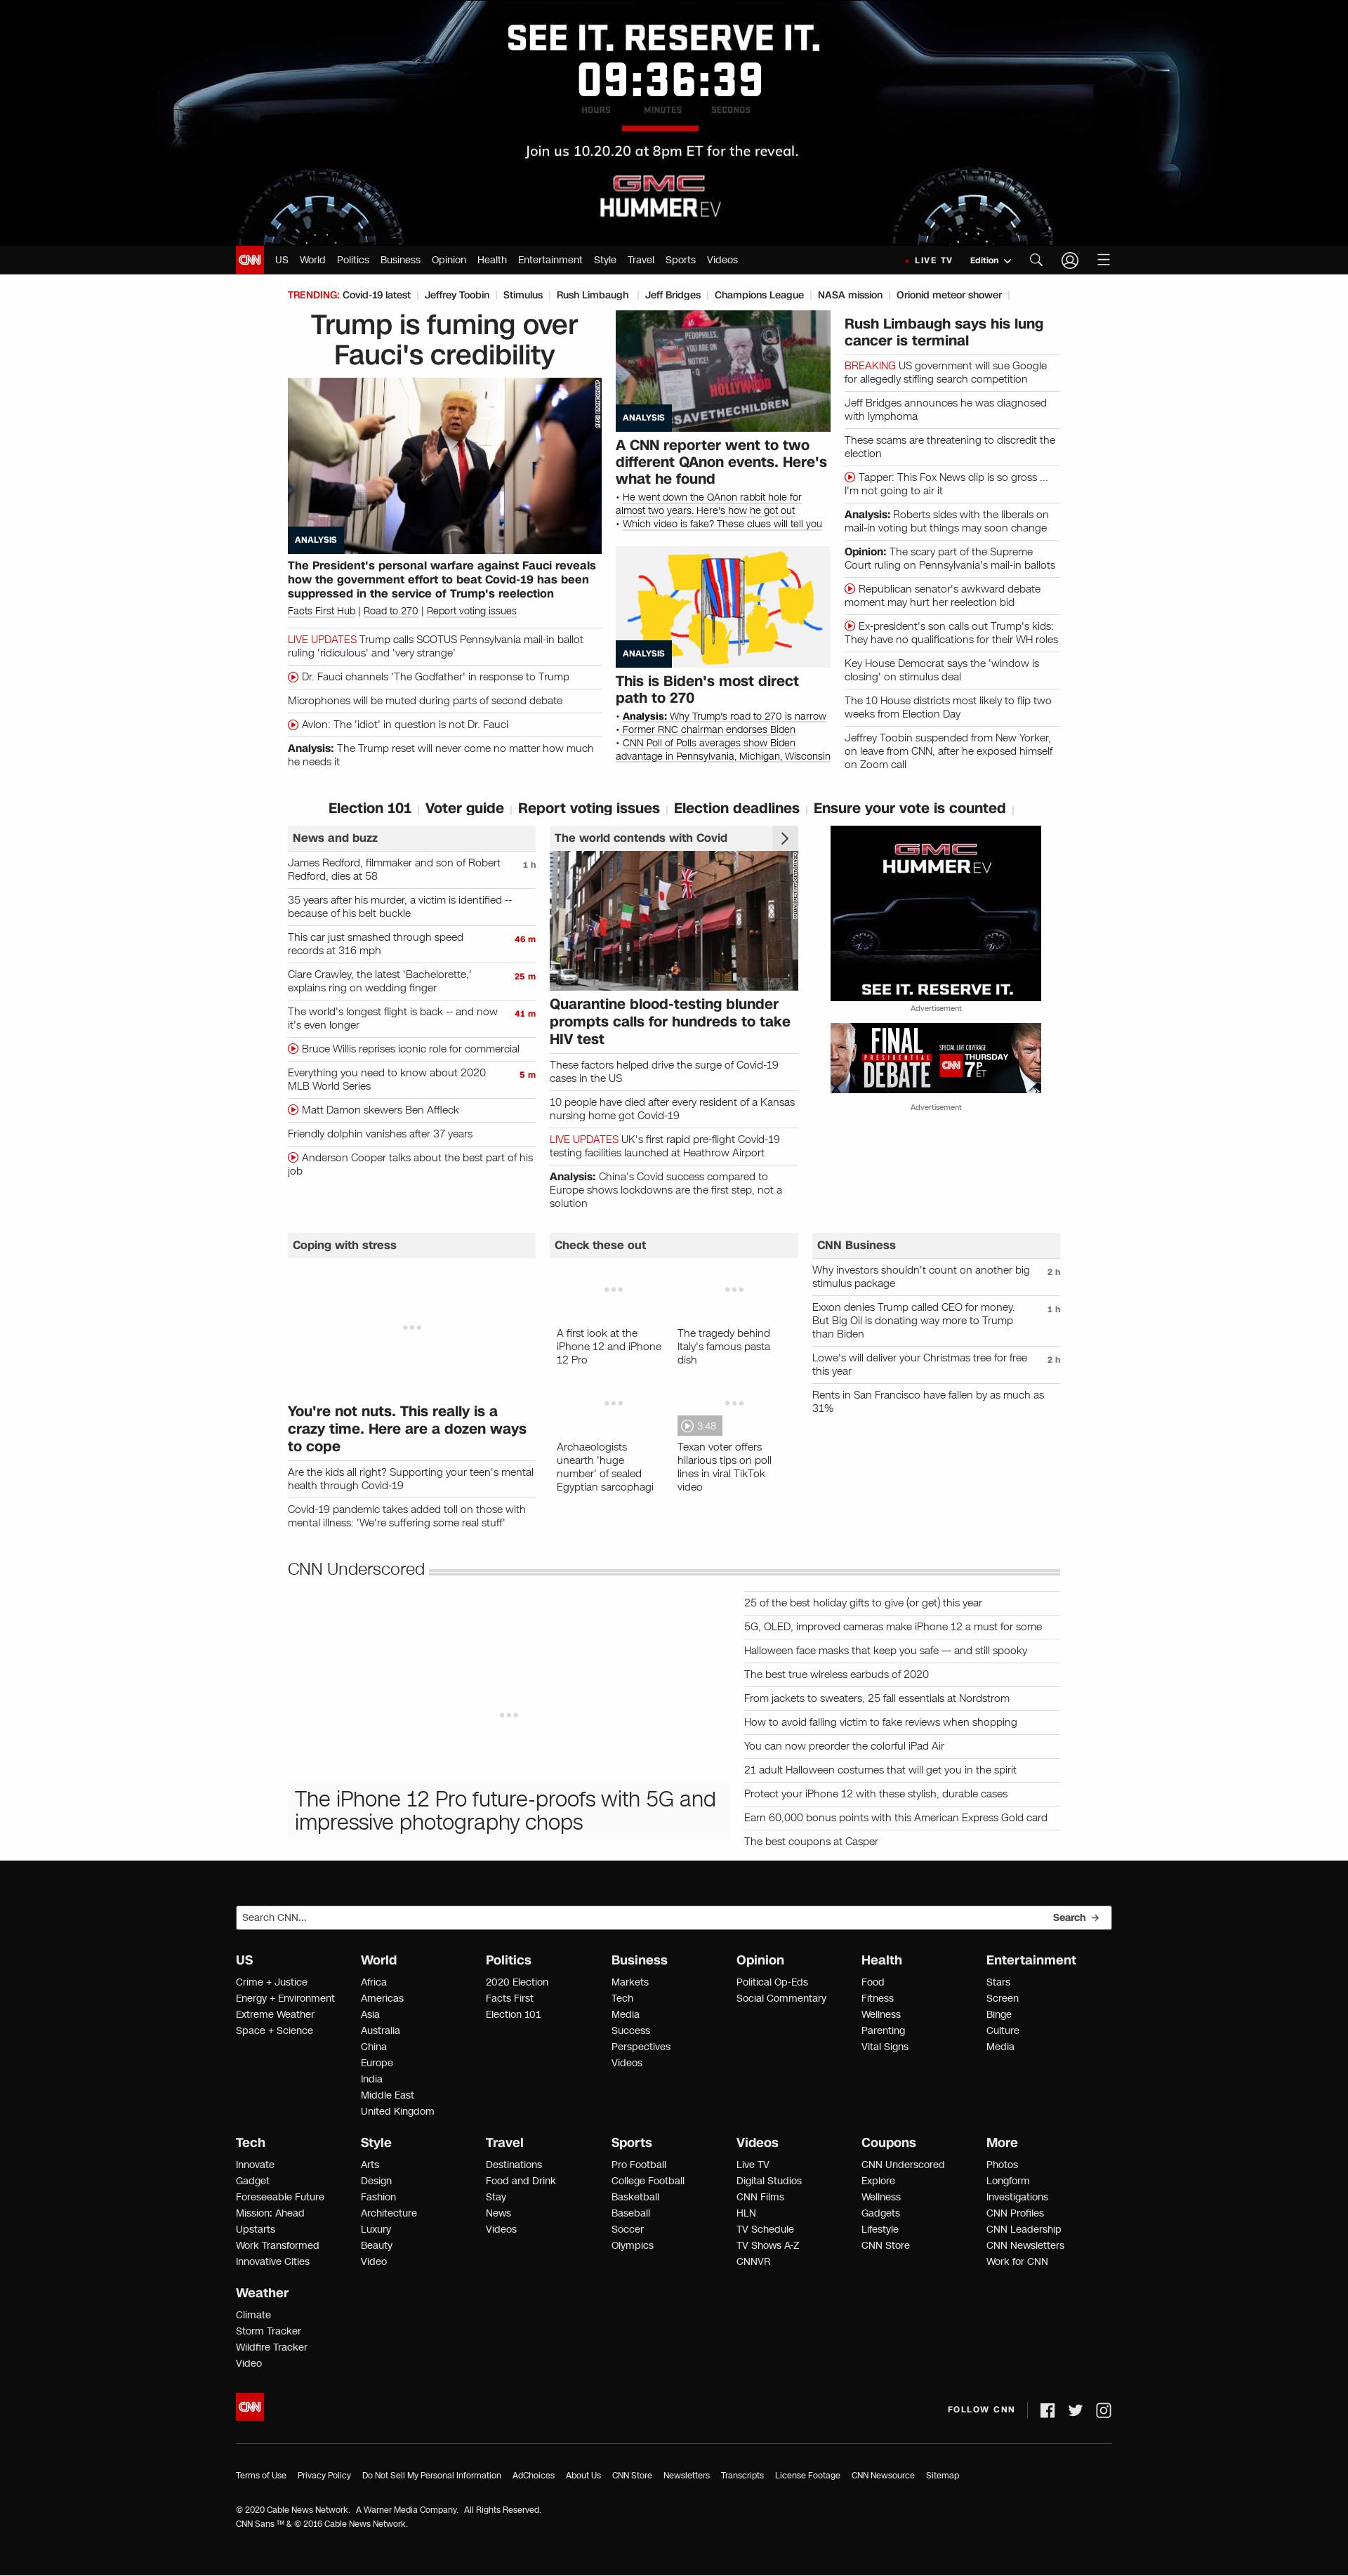 SEE IT. RESERVE IT.
09:36:39
HOURS MINUTES SECONDS
Join us 10.20.20 at 8pm ET for the reveal.
GMC
HUMMER EV
CNN US World Politics Business Opinion Health Entertainment Style Travel Sports Videos LIVE TV Edition
TRENDING: Covid-19 latest | Jeffrey Toobin | Stimulus | Rush Limbaugh | Jeff Bridges | Champions League | NASA mission | Orionid meteor shower |
Trump is fuming over
Fauci's credibility
ANALYSIS
The President's personal warfare against Fauci reveals
how the government effort to beat Covid-19 has been
suppressed in the service of Trump's reelection
Facts First Hub | Road to 270 | Report voting issues
LIVE UPDATES Trump calls SCOTUS Pennsylvania mail-in ballot
ruling 'ridiculous' and 'very strange'
Dr. Fauci channels 'The Godfather' in response to Trump
Microphones will be muted during parts of second debate
Avlon: The 'idiot' in question is not Dr. Fauci
Analysis: The Trump reset will never come no matter how much
he needs it
PEDOPHILES,
YOU ARE ON
NOTICE!
HOLLYWOOD
SAVETHECHILDREN
ANALYSIS
A CNN reporter went to two
different QAnon events. Here's
what he found
• He went down the QAnon rabbit hole for
almost two years. Here's how he got out
• Which video is fake? These clues will tell you
ANALYSIS
This is Biden's most direct
path to 270
• Analysis: Why Trump's road to 270 is narrow
• Former RNC chairman endorses Biden
• CNN Poll of Polls averages show Biden
advantage in Pennsylvania, Michigan, Wisconsin
Rush Limbaugh says his lung
cancer is terminal
BREAKING US government will sue Google
for allegedly stifling search competition
Jeff Bridges announces he was diagnosed
with lymphoma
These scams are threatening to discredit the
election
Tapper: This Fox News clip is so gross ...
I'm not going to air it
Analysis: Roberts sides with the liberals on
mail-in voting but things may soon change
Opinion: The scary part of the Supreme
Court ruling on Pennsylvania's mail-in ballots
Republican senator's awkward debate
moment may hurt her reelection bid
Ex-president's son calls out Trump's kids:
They have no qualifications for their WH roles
Key House Democrat says the 'window is
closing' on stimulus deal
The 10 House districts most likely to flip two
weeks from Election Day
Jeffrey Toobin suspended from New Yorker,
on leave from CNN, after he exposed himself
on Zoom call
Election 101 | Voter guide | Report voting issues | Election deadlines | Ensure your vote is counted |
News and buzz
James Redford, filmmaker and son of Robert 1 h
Redford, dies at 58
35 years after his murder, a victim is identified --
because of his belt buckle
This car just smashed through speed 46 m
records at 316 mph
Clare Crawley, the latest 'Bachelorette,' 25 m
explains ring on wedding finger
The world's longest flight is back -- and now 41 m
it's even longer
Bruce Willis reprises iconic role for commercial
Everything you need to know about 2020 5 m
MLB World Series
Matt Damon skewers Ben Affleck
Friendly dolphin vanishes after 37 years
Anderson Cooper talks about the best part of his
job
The world contends with Covid
Quarantine blood-testing blunder
prompts calls for hundreds to take
HIV test
These factors helped drive the surge of Covid-19
cases in the US
10 people have died after every resident of a Kansas
nursing home got Covid-19
LIVE UPDATES UK's first rapid pre-flight Covid-19
testing facilities launched at Heathrow Airport
Analysis: China's Covid success compared to
Europe shows lockdowns are the first step, not a
solution
GMC
HUMMER EV
SEE IT. RESERVE IT.
Advertisement
FINAL
PRESIDENTIAL
DEBATE
SPECIAL LIVE COVERAGE
CNN THURSDAY
7P ET
Advertisement
Coping with stress
You're not nuts. This really is a
crazy time. Here are a dozen ways
to cope
Are the kids all right? Supporting your teen's mental
health through Covid-19
Covid-19 pandemic takes added toll on those with
mental illness: 'We're suffering some real stuff'
Check these out
A first look at the
iPhone 12 and iPhone
12 Pro
The tragedy behind
Italy's famous pasta
dish
Archaeologists
unearth 'huge
number' of sealed
Egyptian sarcophagi
3:48
Texan voter offers
hilarious tips on poll
lines in viral TikTok
video
CNN Business
Why investors shouldn't count on another big 2 h
stimulus package
Exxon denies Trump called CEO for money. 1 h
But Big Oil is donating way more to Trump
than Biden
Lowe's will deliver your Christmas tree for free 2 h
this year
Rents in San Francisco have fallen by as much as
31%
CNN Underscored
The iPhone 12 Pro future-proofs with 5G and
impressive photography chops
25 of the best holiday gifts to give (or get) this year
5G, OLED, improved cameras make iPhone 12 a must for some
Halloween face masks that keep you safe — and still spooky
The best true wireless earbuds of 2020
From jackets to sweaters, 25 fall essentials at Nordstrom
How to avoid falling victim to fake reviews when shopping
You can now preorder the colorful iPad Air
21 adult Halloween costumes that will get you in the spirit
Protect your iPhone 12 with these stylish, durable cases
Earn 60,000 bonus points with this American Express Gold card
The best coupons at Casper
Search CNN... Search →
US
Crime + Justice
Energy + Environment
Extreme Weather
Space + Science
World
Africa
Americas
Asia
Australia
China
Europe
India
Middle East
United Kingdom
Politics
2020 Election
Facts First
Election 101
Business
Markets
Tech
Media
Success
Perspectives
Videos
Opinion
Political Op-Eds
Social Commentary
Health
Food
Fitness
Wellness
Parenting
Vital Signs
Entertainment
Stars
Screen
Binge
Culture
Media
Tech
Innovate
Gadget
Foreseeable Future
Mission: Ahead
Upstarts
Work Transformed
Innovative Cities
Style
Arts
Design
Fashion
Architecture
Luxury
Beauty
Video
Travel
Destinations
Food and Drink
Stay
News
Videos
Sports
Pro Football
College Football
Basketball
Baseball
Soccer
Olympics
Videos
Live TV
Digital Studios
CNN Films
HLN
TV Schedule
TV Shows A-Z
CNNVR
Coupons
CNN Underscored
Explore
Wellness
Gadgets
Lifestyle
CNN Store
More
Photos
Longform
Investigations
CNN Profiles
CNN Leadership
CNN Newsletters
Work for CNN
Weather
Climate
Storm Tracker
Wildfire Tracker
Video
CNN FOLLOW CNN
Terms of Use Privacy Policy Do Not Sell My Personal Information AdChoices About Us CNN Store Newsletters Transcripts License Footage CNN Newsource Sitemap
© 2020 Cable News Network. A Warner Media Company. All Rights Reserved.
CNN Sans ™ & © 2016 Cable News Network.